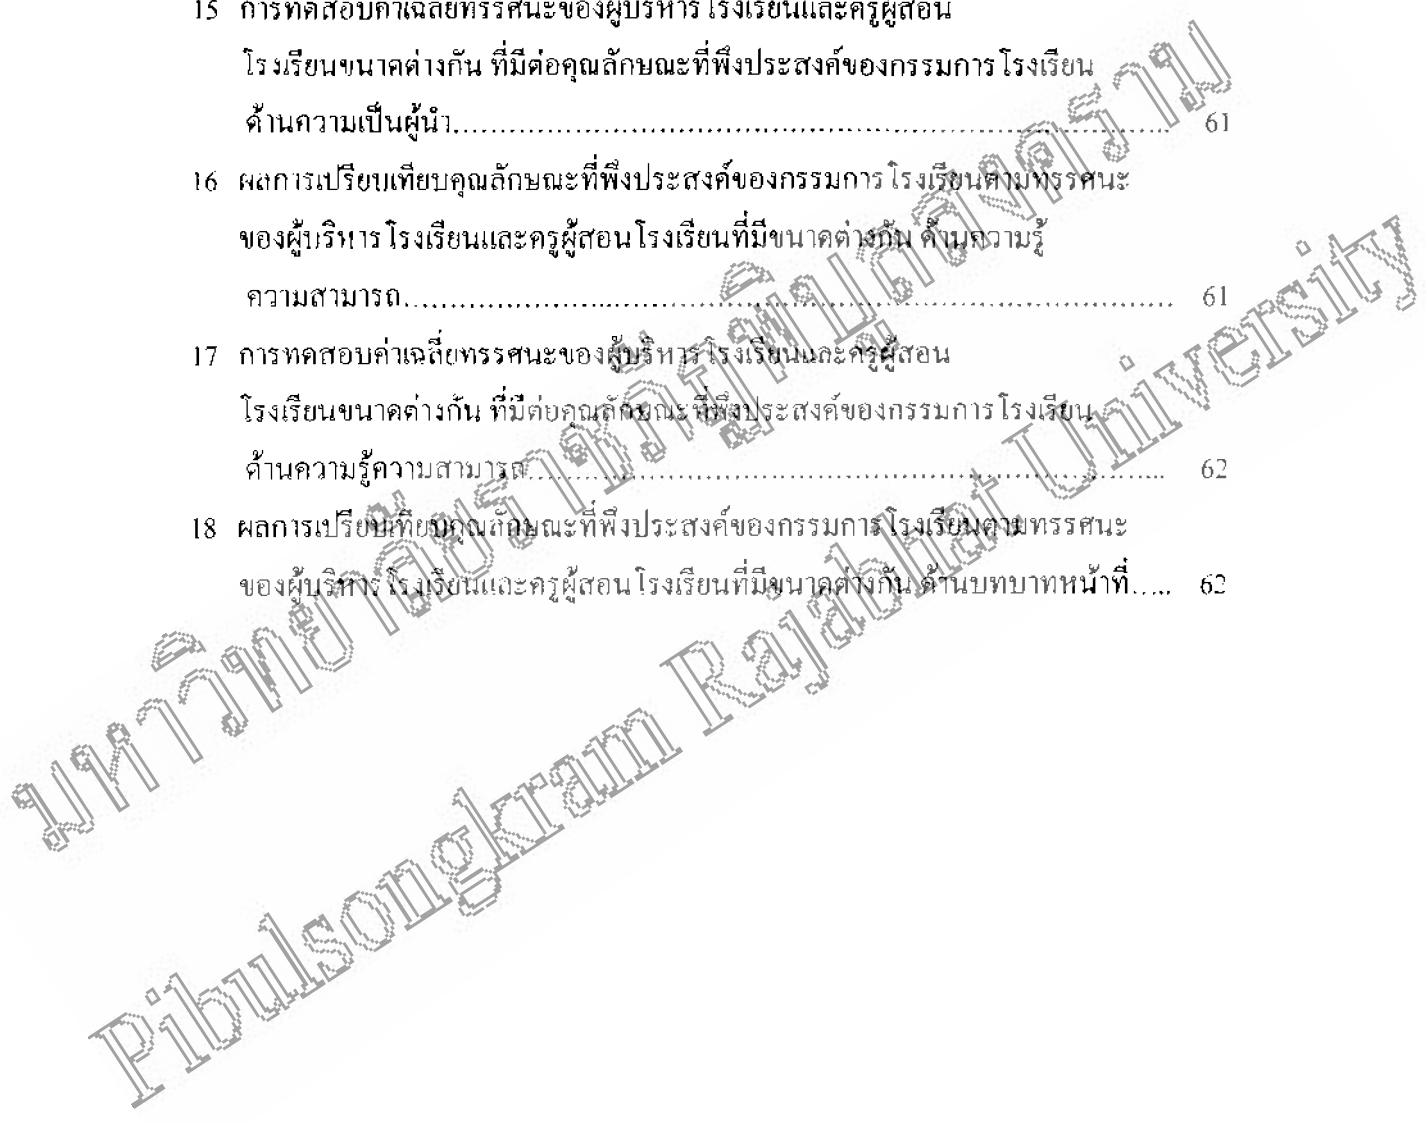 15 การทดสอบค่าเฉลี่ยทรรศนะของผู้บริหารโรงเรียนและครูผู้สอน
โรงเรียนขนาดต่างกัน ที่มีต่อคุณลักษณะที่พึงประสงค์ของกรรมการโรงเรียน
ด้านความเป็นผู้นำ.................................................................................. 61
16 ผลการเปรียบเทียบคุณลักษณะที่พึงประสงค์ของกรรมการโรงเรียนตามทรรศนะ
ของผู้บริหารโรงเรียนและครูผู้สอนโรงเรียนที่มีขนาดต่างกัน ด้านความรู้
ความสามารถ.................................................................................. 61
17 การทดสอบค่าเฉลี่ยทรรศนะของผู้บริหารโรงเรียนและครูผู้สอน
โรงเรียนขนาดต่างกัน ที่มีต่อคุณลักษณะที่พึงประสงค์ของกรรมการโรงเรียน
ด้านความรู้ความสามารถ.......................................................................... 62
18 ผลการเปรียบเทียบคุณลักษณะที่พึงประสงค์ของกรรมการโรงเรียนตามทรรศนะ
ของผู้บริหารโรงเรียนและครูผู้สอนโรงเรียนที่มีขนาดต่างกัน ด้านบทบาทหน้าที่..... 62
มหาวิทยาลัยราชภัฏพิบูลสงคราม
Pibulsongkram Rajabhat University